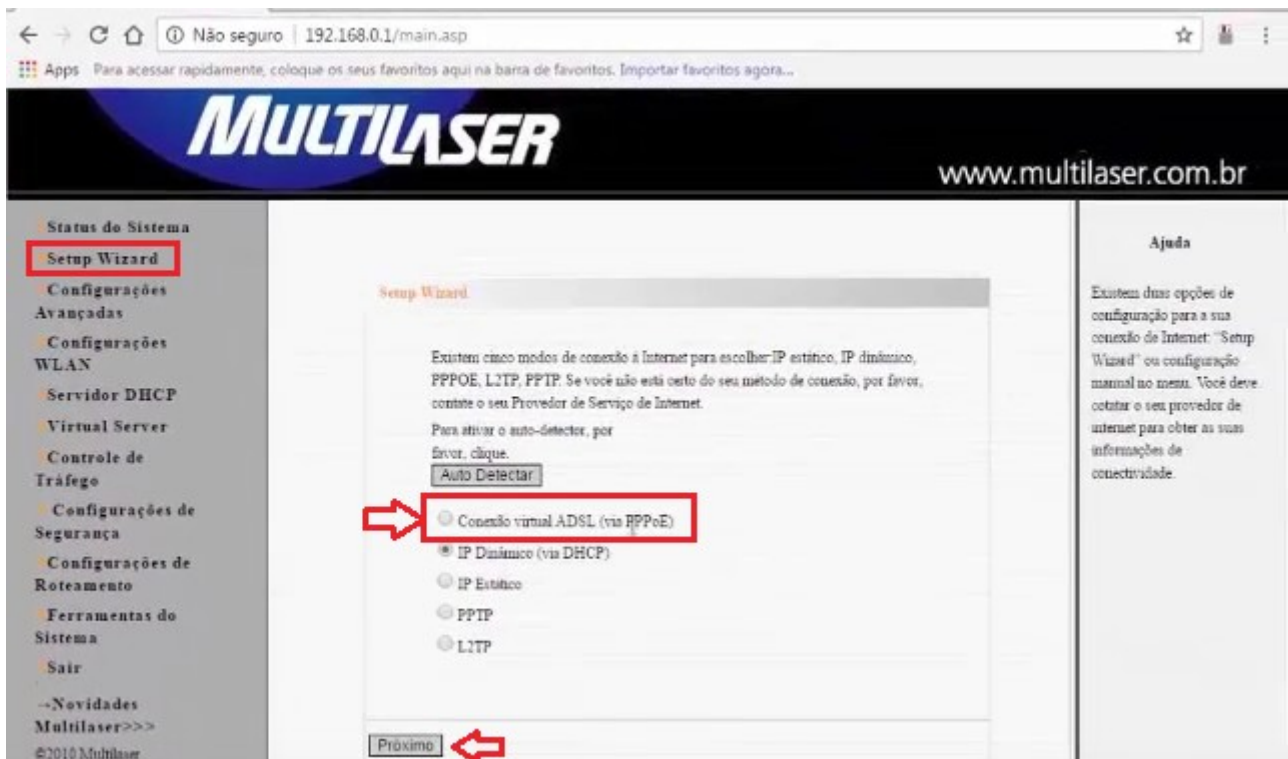 Não seguro | 192.168.0.1/main.asp
Apps Para acessar rapidamente, coloque os seus favoritos aqui na barra de favoritos. Importar favoritos agora...
MULTILASER
www.multilaser.com.br
Status do Sistema
Setup Wizard
Configurações
Avançadas
Configurações
WLAN
Servidor DHCP
Virtual Server
Controle de
Tráfego
Configurações de
Segurança
Configurações de
Roteamento
Ferramentas do
Sistema
Sair
→Novidades
Multilaser>>>
©2010 Multilaser
Setup Wizard
Existem cinco modos de conexão à Internet para escolher:IP estático, IP dinâmico,
PPPOE, L2TP, PPTP. Se você não está certo do seu método de conexão, por favor,
contate o seu Provedor de Serviço de Internet.
Para ativar o auto-detector, por
favor, clique.
Auto Detectar
Conexão virtual ADSL (via PPPoE)
IP Dinâmico (via DHCP)
IP Estático
PPTP
L2TP
Próximo
Ajuda
Existem duas opções de
configuração para a sua
conexão de Internet: "Setup
Wizard" ou configuração
manual no menu. Você deve
cotatar o seu provedor de
internet para obter as suas
informações de
conectividade.